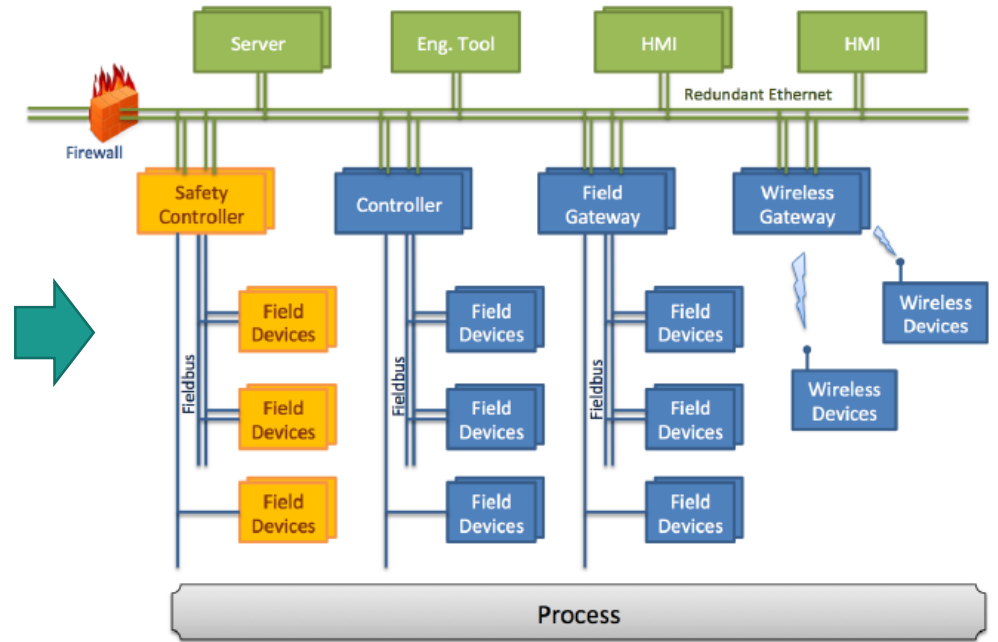 Server
Eng. Tool
HMI
HMI
Redundant Ethernet
Firewall
Safety
Controller
Controller
Field
Gateway
Wireless
Gateway
Fieldbus
Field
Devices
Fieldbus
Field
Devices
Fieldbus
Field
Devices
Wireless
Devices
Wireless
Devices
Field
Devices
Field
Devices
Field
Devices
Field
Devices
Field
Devices
Field
Devices
Process